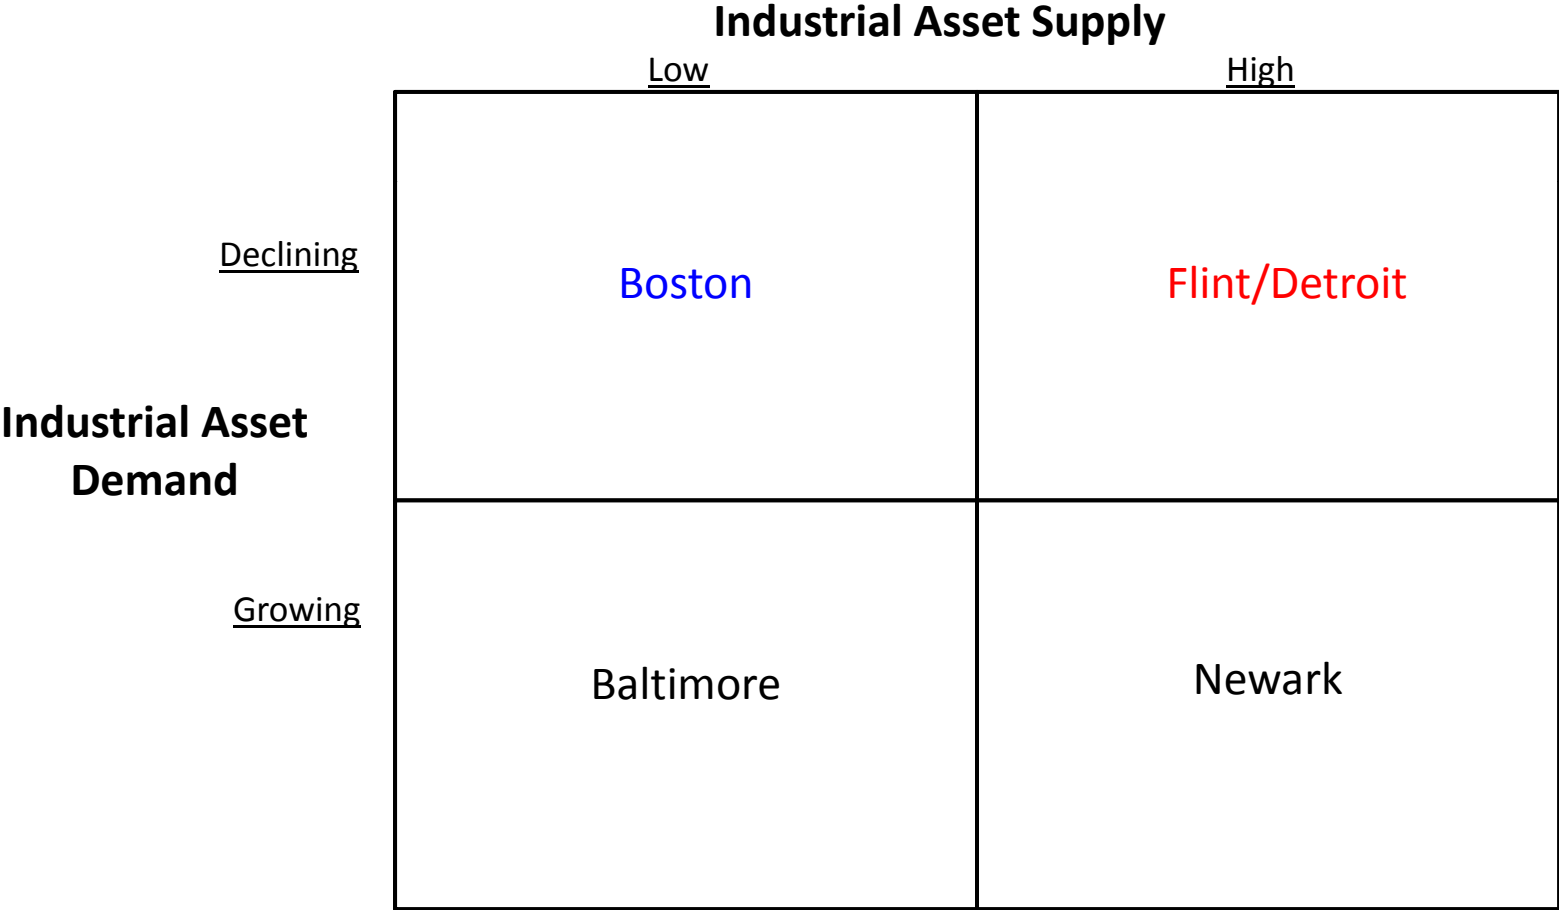 Industrial Asset Supply
Low
High
Declining
Boston
Flint/Detroit
Industrial Asset
Demand
Growing
Baltimore
Newark